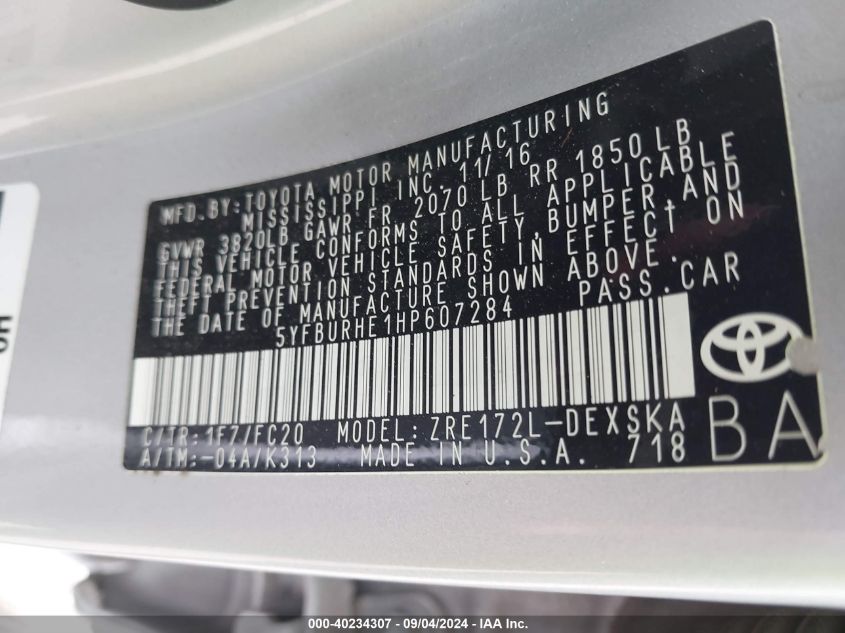 MFD.BY:TOYOTA MOTOR MANUFACTURING
MISSISSIPPI INC. 11/16
GVWR 3820LB GAWR FR 2070 LB RR 1850 LB
THIS VEHICLE CONFORMS TO ALL APPLICABLE
FEDERAL MOTOR VEHICLE SAFETY,BUMPER,AND
THEFT PREVENTION STANDARDS IN EFFECT ON
THE DATE OF MANUFACTURE SHOWN ABOVE.
5YFBURHE1HP607284 PASS.CAR
C/TR:1F7/FC20 MODEL:ZRE172L-DEXSKA
A/TM:-04A/K313 MADE IN U.S.A. 718
BA
000-40234307 - 09/04/2024 - IAA Inc.